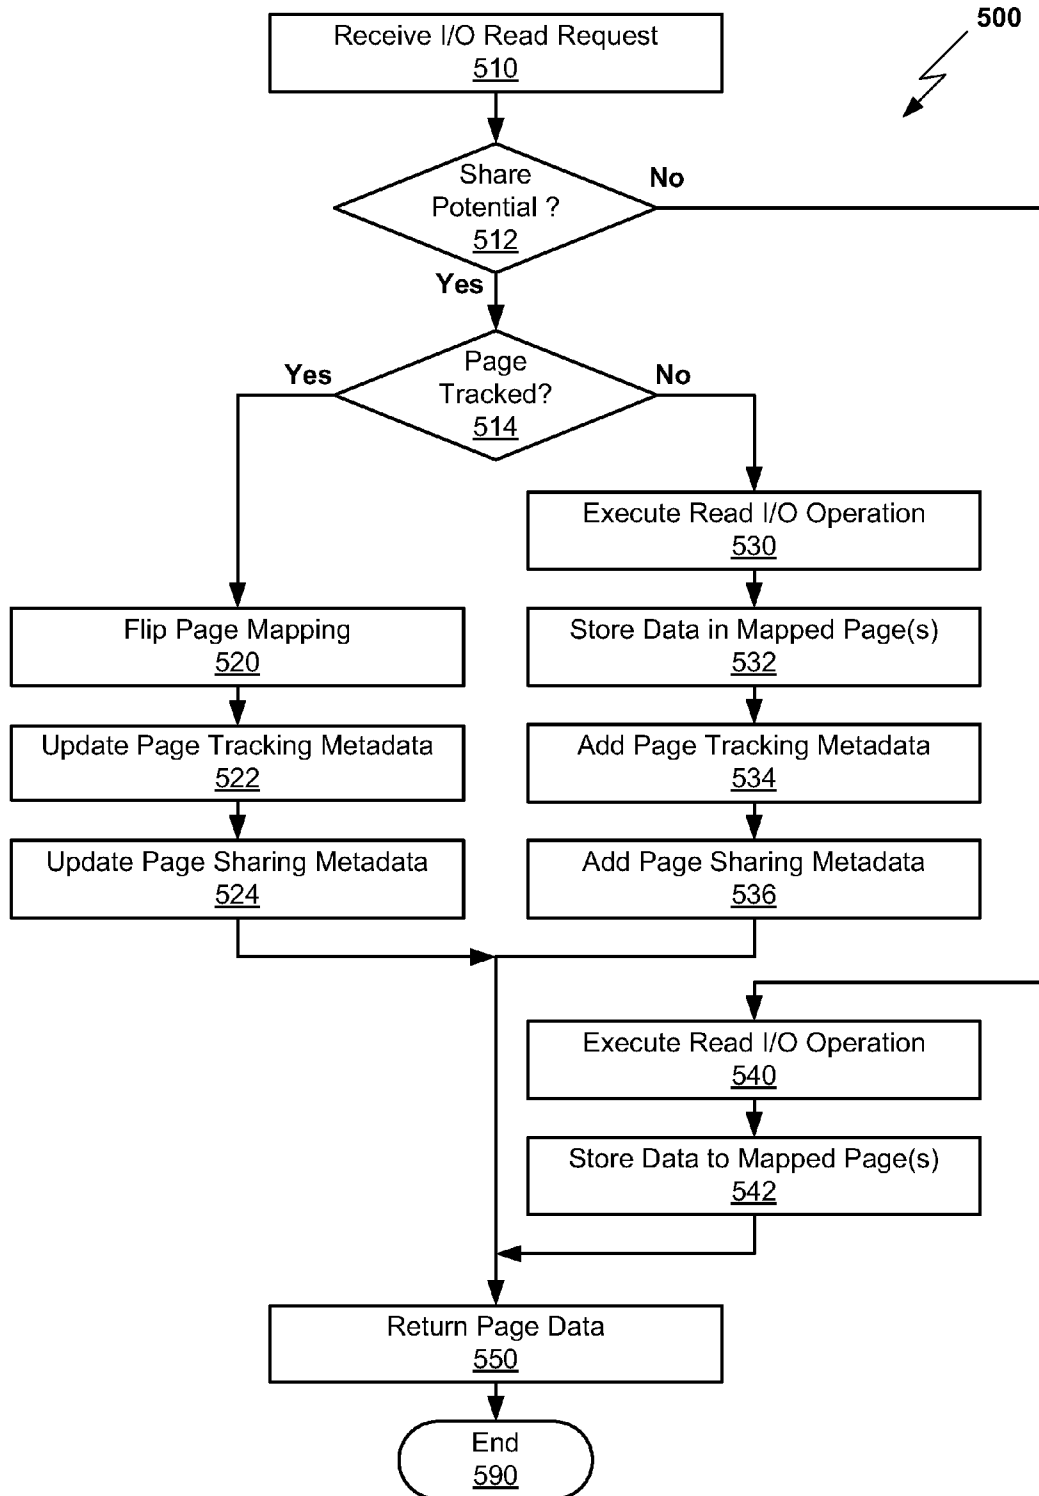 500
Receive I/O Read Request
510
Share
Potential ?
512
No
Yes
Page
Tracked?
514
Yes
No
Execute Read I/O Operation
530
Flip Page Mapping
520
Store Data in Mapped Page(s)
532
Update Page Tracking Metadata
522
Add Page Tracking Metadata
534
Update Page Sharing Metadata
524
Add Page Sharing Metadata
536
Execute Read I/O Operation
540
Store Data to Mapped Page(s)
542
Return Page Data
550
End
590